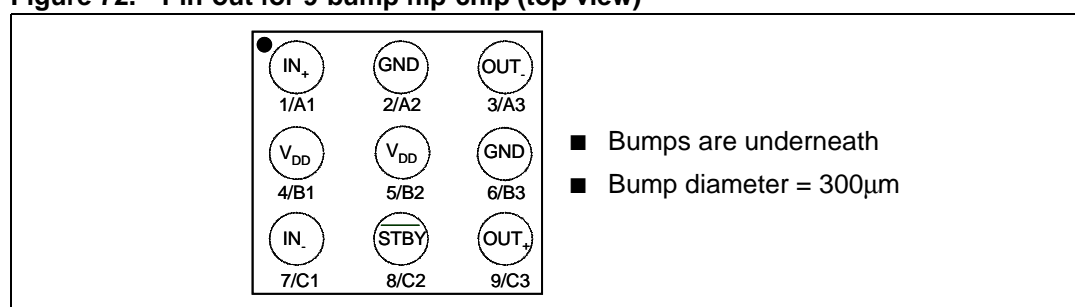 Figure 72. Pin out for 9-bump flip-chip (top view)
IN+ GND OUT-
1/A1 2/A2 3/A3
VDD VDD GND
4/B1 5/B2 6/B3
IN- STBY OUT+
7/C1 8/C2 9/C3
■ Bumps are underneath
■ Bump diameter = 300μm